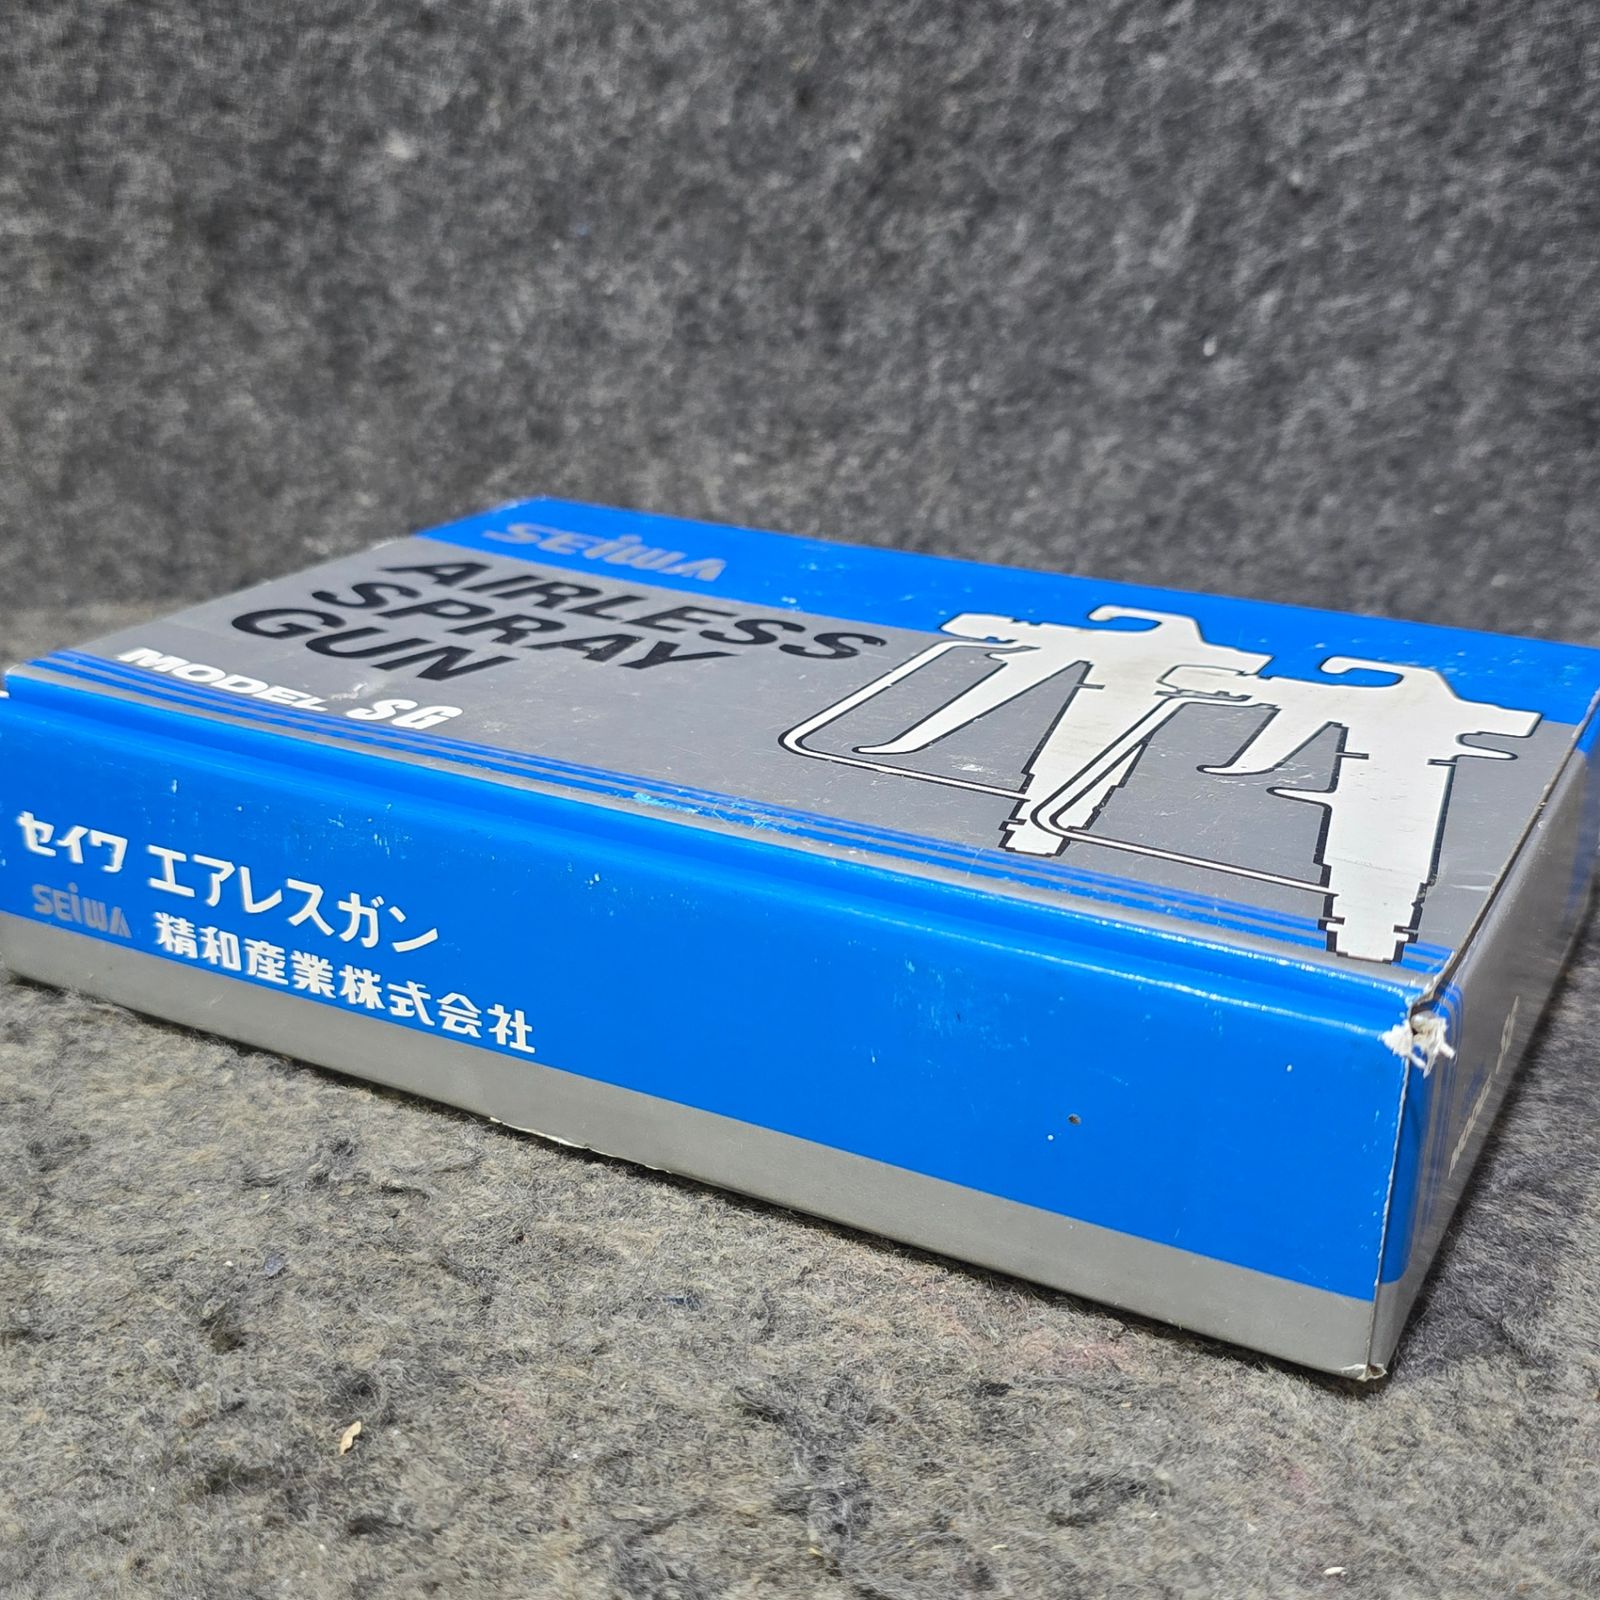 SEiWA
AIRLESS
SPRAY
GUN
MODEL SG
セイワ エアレスガン
SEiWA 精和産業株式会社